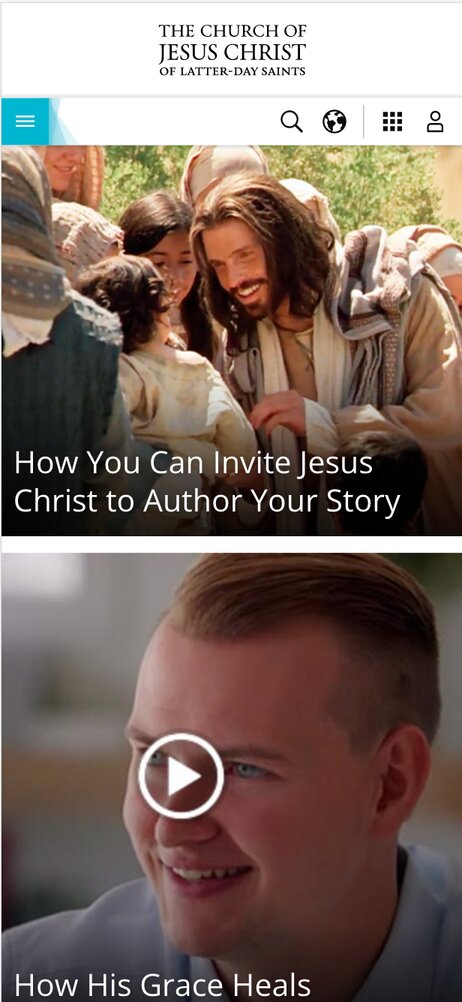 THE CHURCH OF
JESUS CHRIST
OF LATTER-DAY SAINTS
How You Can Invite Jesus
Christ to Author Your Story
How His Grace Heals